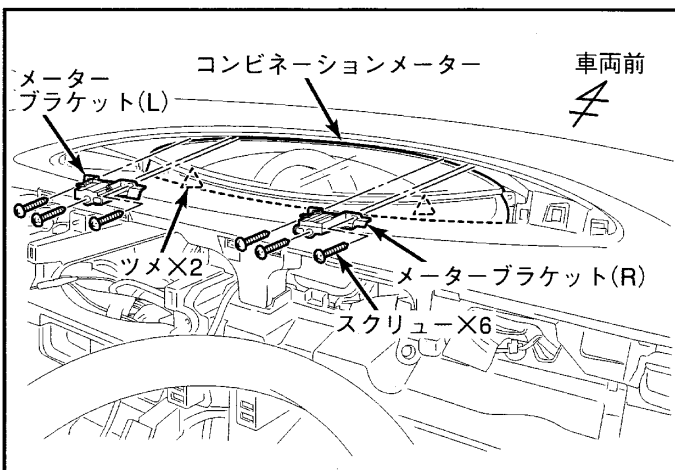 コンビネーションメーター
車両前
メーター
ブラケット(L)
ツメ×2
メーターブラケット(R)
スクリュー×6